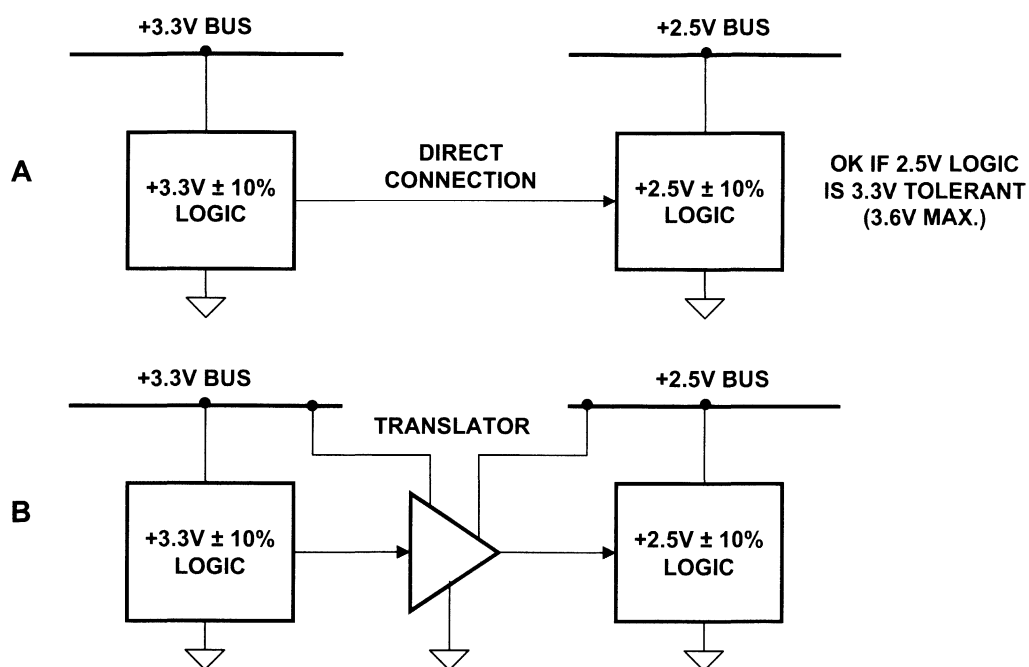 +3.3V BUS
+2.5V BUS
A
+3.3V ± 10%
LOGIC
DIRECT
CONNECTION
+2.5V ± 10%
LOGIC
OK IF 2.5V LOGIC
IS 3.3V TOLERANT
(3.6V MAX.)
+3.3V BUS
+2.5V BUS
TRANSLATOR
B
+3.3V ± 10%
LOGIC
+2.5V ± 10%
LOGIC